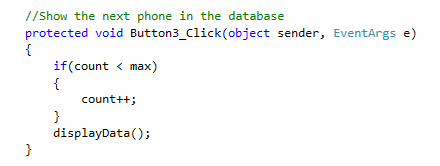 //Show the next phone in the database
protected void Button3_Click(object sender, EventArgs e)
{
    if(count < max)
    {
        count++;
    }
    displayData();
}